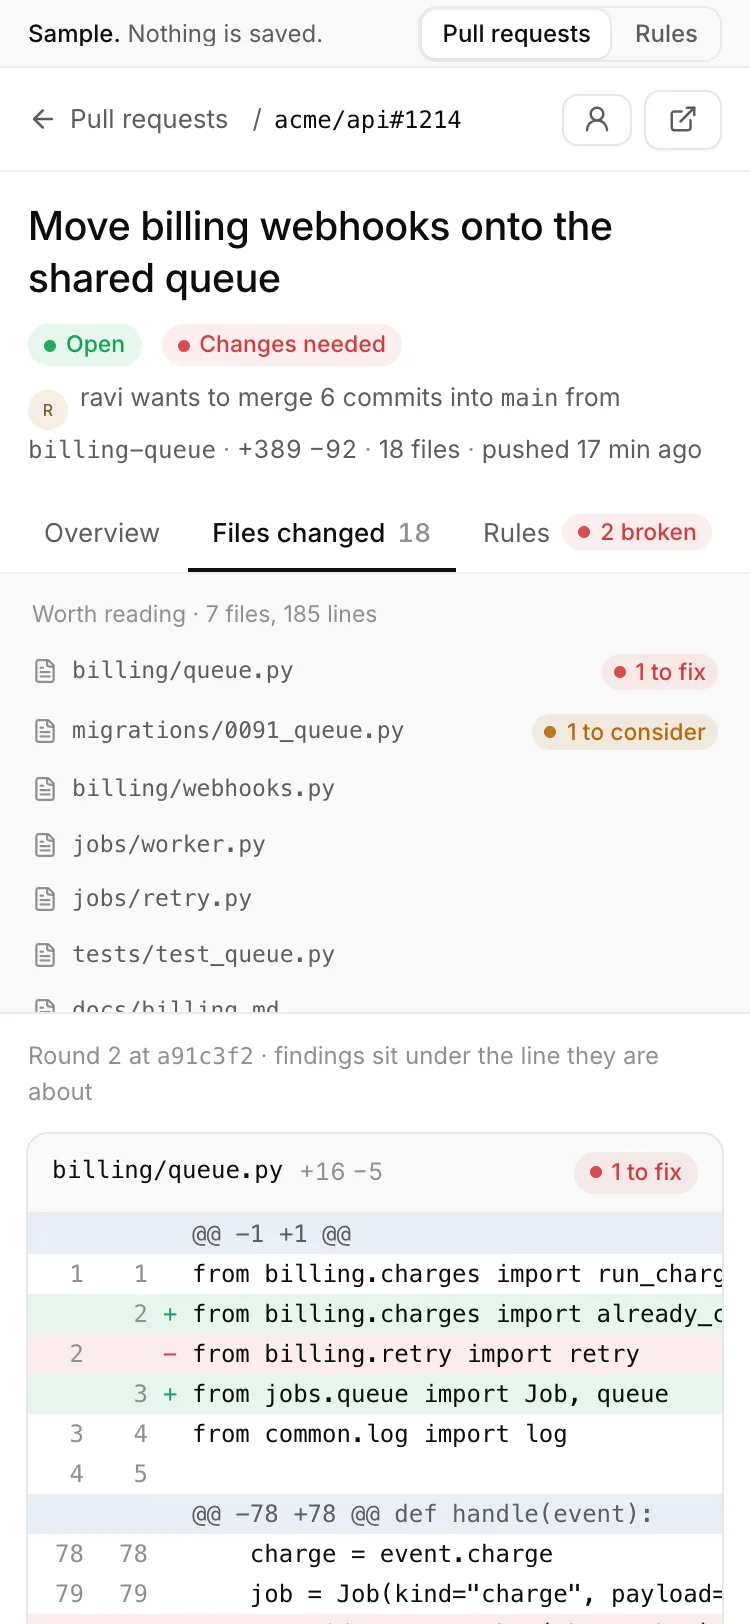 Sample. Nothing is saved.
Pull requests
Rules
Pull requests / acme/api#1214
Move billing webhooks onto the
shared queue
Open
Changes needed
R ravi wants to merge 6 commits into main from
billing-queue · +389 −92 · 18 files · pushed 17 min ago
Overview
Files changed 18
Rules 2 broken
Worth reading · 7 files, 185 lines
billing/queue.py 1 to fix
migrations/0091_queue.py 1 to consider
billing/webhooks.py
jobs/worker.py
jobs/retry.py
tests/test_queue.py
docs/billing.md
Round 2 at a91c3f2 · findings sit under the line they are
about
billing/queue.py +16 −5 1 to fix
@@ −1 +1 @@
1 1 from billing.charges import run_charg
2 + from billing.charges import already_c
2 − from billing.retry import retry
3 + from jobs.queue import Job, queue
3 4 from common.log import log
4 5
@@ −78 +78 @@ def handle(event):
78 78 charge = event.charge
79 79 job = Job(kind="charge", payload=